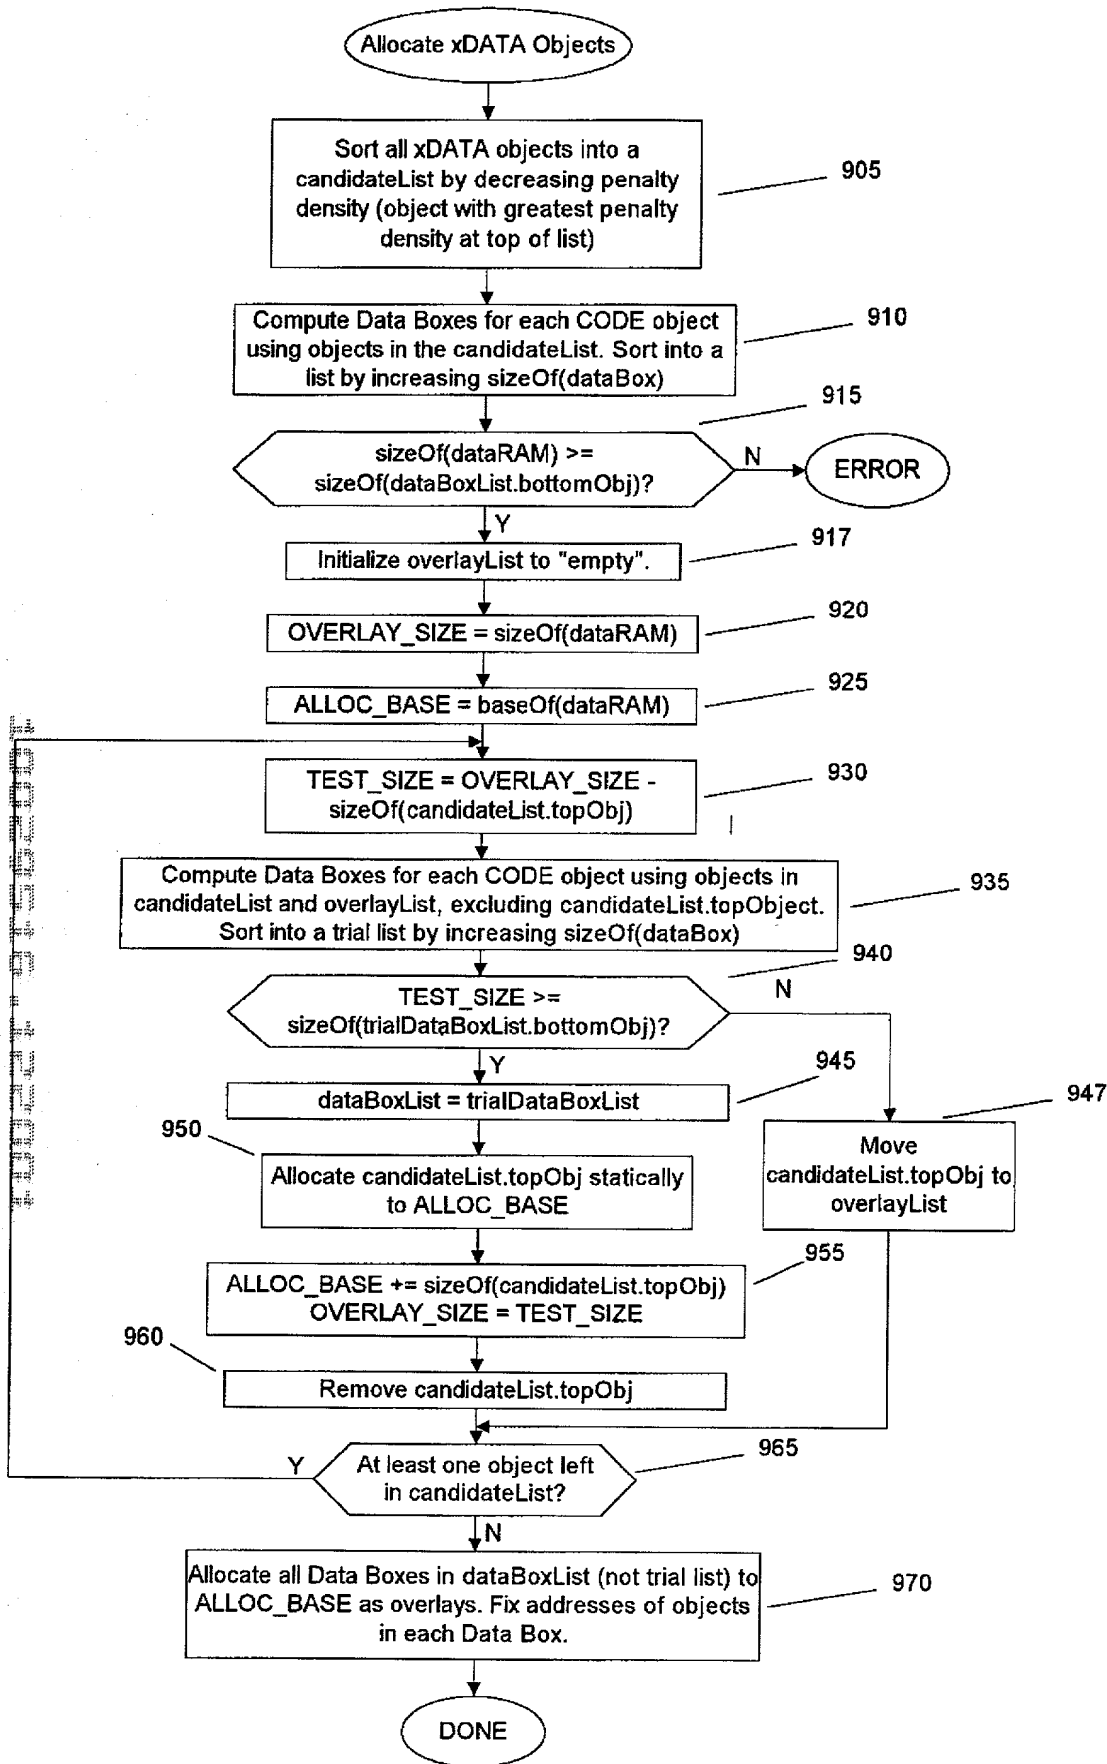 Allocate xDATA Objects
Sort all xDATA objects into a
candidateList by decreasing penalty
density (object with greatest penalty
density at top of list)
905
Compute Data Boxes for each CODE object
using objects in the candidateList. Sort into a
list by increasing sizeOf(dataBox)
910
915
sizeOf(dataRAM) >=
sizeOf(dataBoxList.bottomObj)?
N
ERROR
Y
Initialize overlayList to "empty".
917
OVERLAY_SIZE = sizeOf(dataRAM)
920
ALLOC_BASE = baseOf(dataRAM)
925
TEST_SIZE = OVERLAY_SIZE -
sizeOf(candidateList.topObj)
930
Compute Data Boxes for each CODE object using objects in
candidateList and overlayList, excluding candidateList.topObject.
Sort into a trial list by increasing sizeOf(dataBox)
935
940
TEST_SIZE >=
sizeOf(trialDataBoxList.bottomObj)?
N
Y
dataBoxList = trialDataBoxList
945
947
Move
candidateList.topObj to
overlayList
950
Allocate candidateList.topObj statically
to ALLOC_BASE
955
ALLOC_BASE += sizeOf(candidateList.topObj)
OVERLAY_SIZE = TEST_SIZE
960
Remove candidateList.topObj
965
At least one object left
in candidateList?
Y
N
Allocate all Data Boxes in dataBoxList (not trial list) to
ALLOC_BASE as overlays. Fix addresses of objects
in each Data Box.
970
DONE